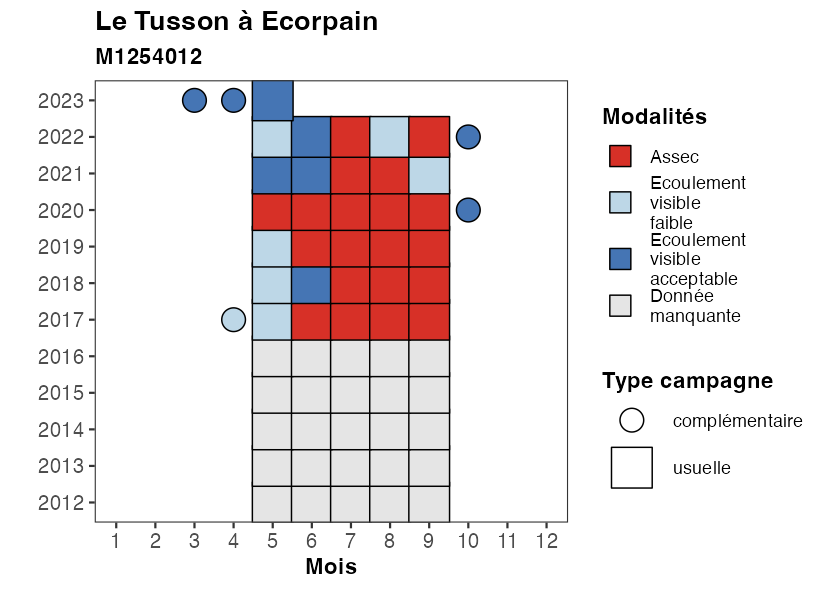 Le Tusson à Ecorpain
M1254012
2023
2022
2021
2020
2019
2018
2017
2016
2015
2014
2013
2012
1 2 3 4 5 6 7 8 9 10 11 12
Mois
Modalités
Assec
Ecoulement
visible
faible
Ecoulement
visible
acceptable
Donnée
manquante
Type campagne
complémentaire
usuelle